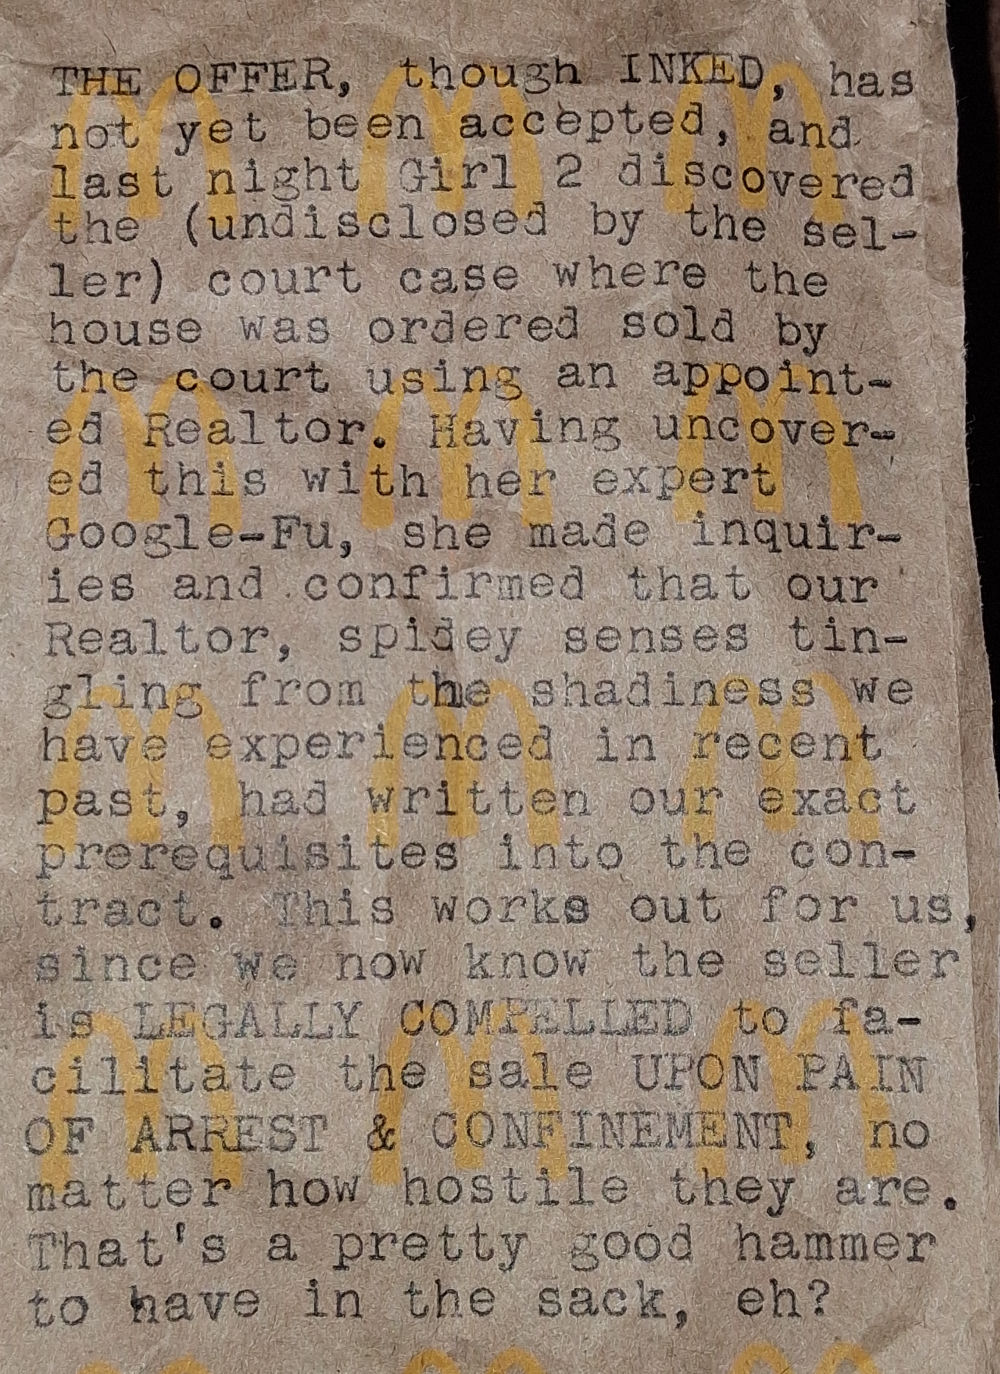 THE OFFER, though INKED, has
not yet been accepted, and
last night Girl 2 discovered
the (undisclosed by the sel-
ler) court case where the
house was ordered sold by
the court using an appoint-
ed Realtor. Having uncover-
ed this with her expert
Google-Fu, she made inquir-
ies and confirmed that our
Realtor, spidey senses tin-
gling from the shadiness we
have experienced in recent
past, had written our exact
prerequisites into the con-
tract. This works out for us,
since we now know the seller
is LEGALLY COMPELLED to fa-
cilitate the sale UPON PAIN
OF ARREST & CONFINEMENT, no
matter how hostile they are.
That's a pretty good hammer
to have in the sack, eh?